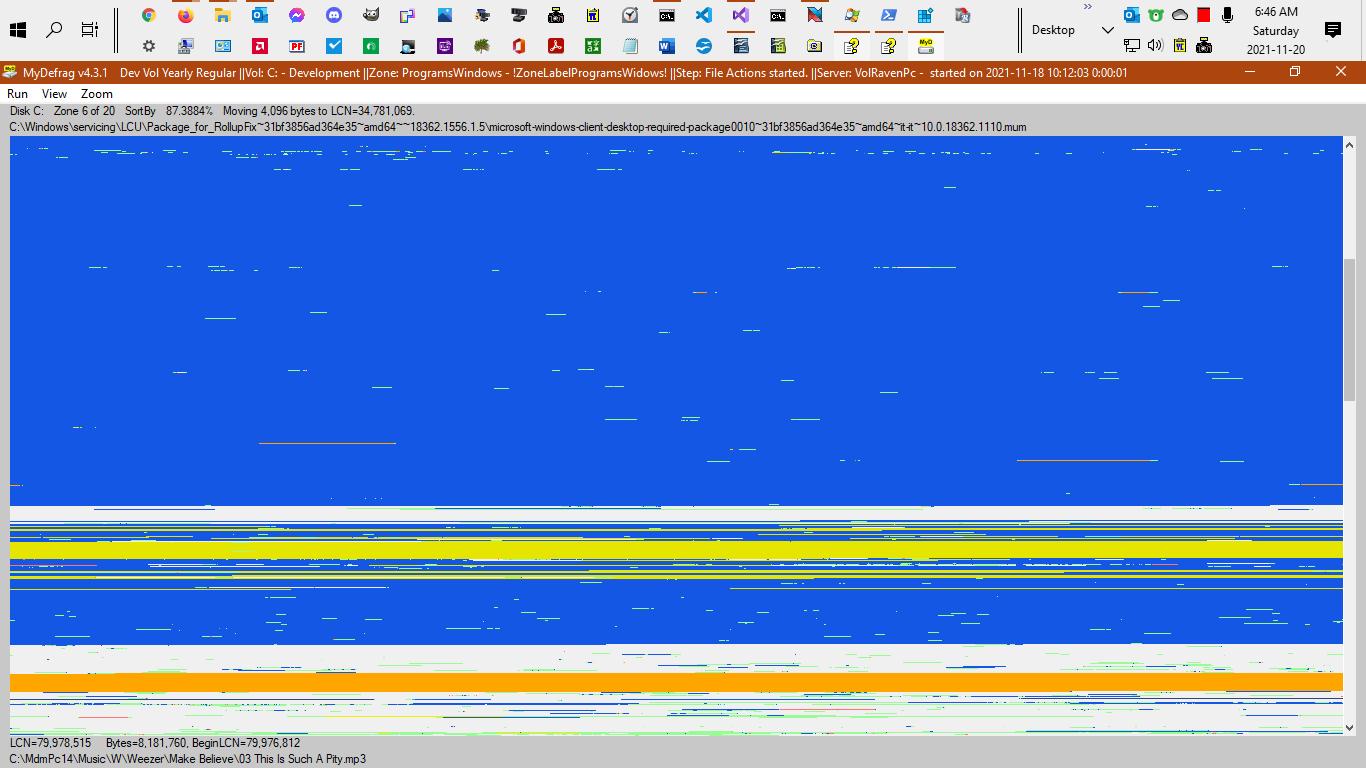 6:46 AM
Desktop
Saturday
2021-11-20
MyDefrag v4.3.1 Dev Vol Yearly Regular ||Vol: C: - Development ||Zone: ProgramsWindows - !ZoneLabelProgramsWidows! ||Step: File Actions started. ||Server: VolRavenPc - started on 2021-11-18 10:12:03 0:00:01
Run View Zoom
Disk C: Zone 6 of 20 SortBy 87.3884% Moving 4,096 bytes to LCN=34,781,069.
C:\Windows\servicing\LCU\Package_for_RollupFix~31bf3856ad364e35~amd64~~18362.1556.1.5\microsoft-windows-client-desktop-required-package0010~31bf3856ad364e35~amd64~it-it~10.0.18362.1110.mum
LCN=79,978,515 Bytes=8,181,760, BeginLCN=79,976,812
C:\MdmPc14\Music\W\Weezer\Make Believe\03 This Is Such A Pity.mp3